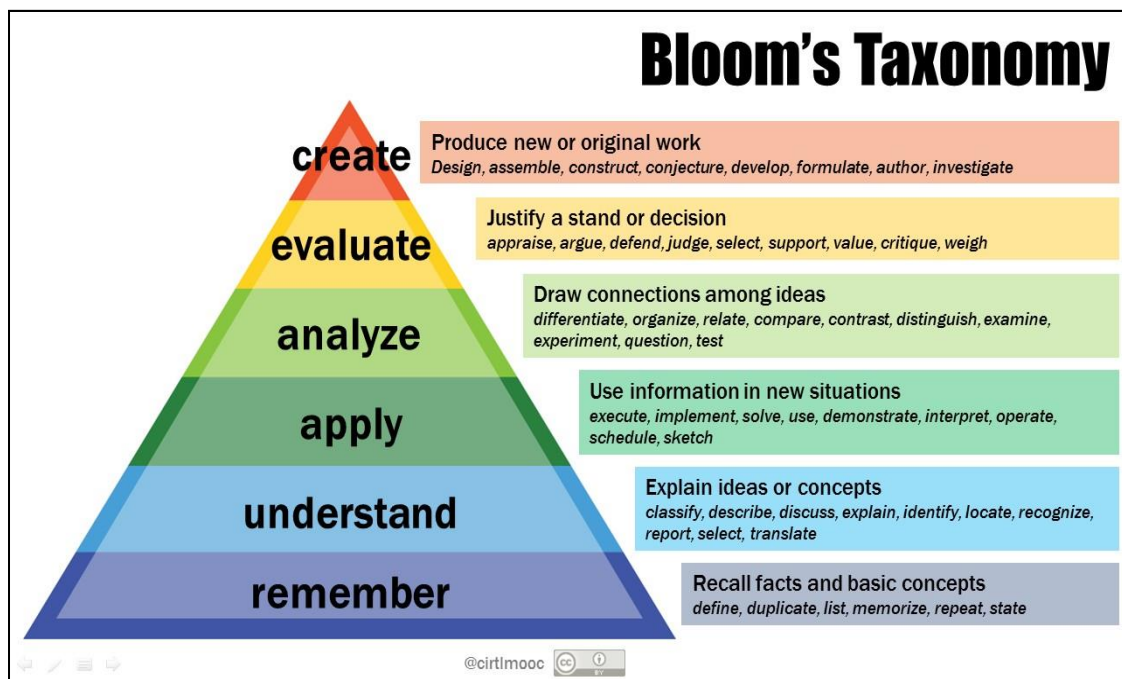 Bloom's Taxonomy
create
Produce new or original work
Design, assemble, construct, conjecture, develop, formulate, author, investigate
evaluate
Justify a stand or decision
appraise, argue, defend, judge, select, support, value, critique, weigh
analyze
Draw connections among ideas
differentiate, organize, relate, compare, contrast, distinguish, examine,
experiment, question, test
apply
Use information in new situations
execute, implement, solve, use, demonstrate, interpret, operate,
schedule, sketch
understand
Explain ideas or concepts
classify, describe, discuss, explain, identify, locate, recognize,
report, select, translate
remember
Recall facts and basic concepts
define, duplicate, list, memorize, repeat, state
@cirtlmooc
cc
BY